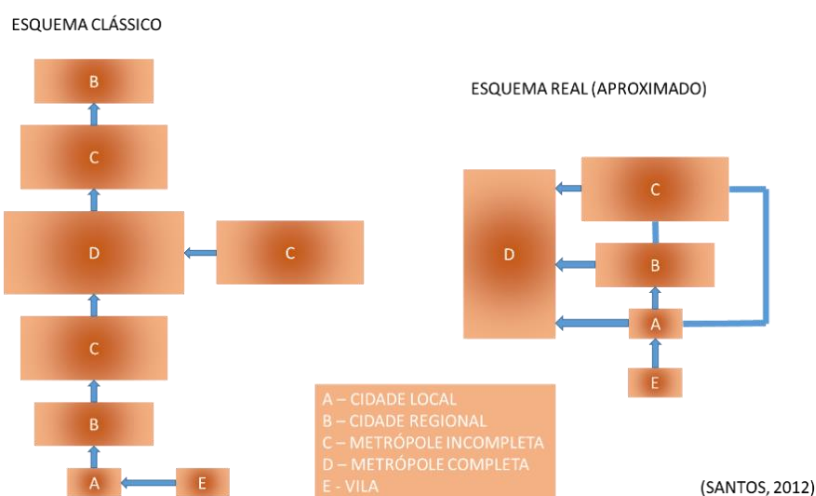 ESQUEMA CLÁSSICO
B
C
D
C
C
B
A
E
ESQUEMA REAL (APROXIMADO)
C
D
B
A
E
A – CIDADE LOCAL
B – CIDADE REGIONAL
C – METRÓPOLE INCOMPLETA
D – METRÓPOLE COMPLETA
E - VILA
(SANTOS, 2012)